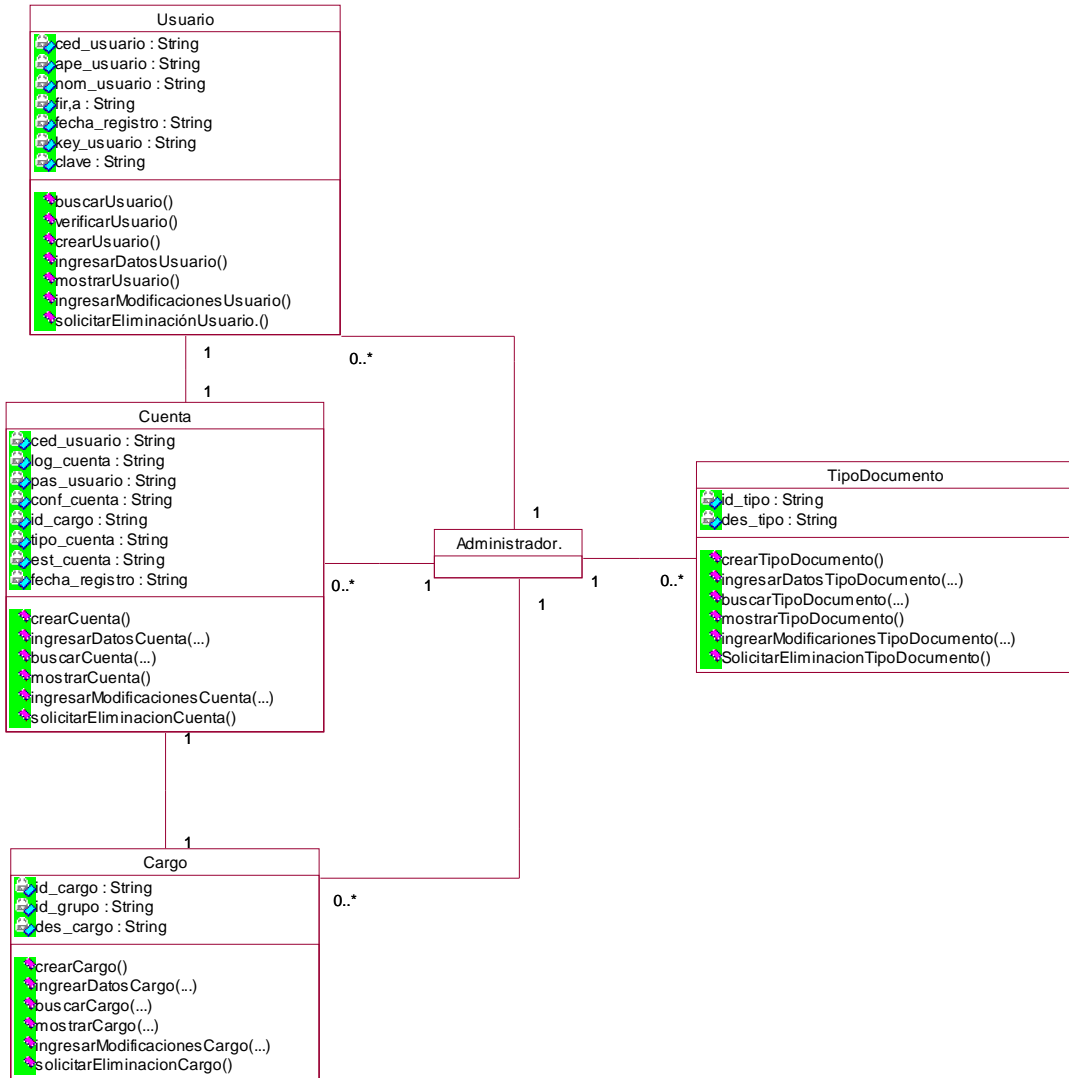 Usuario
ced_usuario : String
ape_usuario : String
nom_usuario : String
fir,a : String
fecha_registro : String
key_usuario : String
clave : String
buscarUsuario()
verificarUsuario()
crearUsuario()
ingresarDatosUsuario()
mostrarUsuario()
ingresarModificacionesUsuario()
solicitarEliminaciónUsuario.()
1
0..*
1
Cuenta
ced_usuario : String
log_cuenta : String
pas_usuario : String
conf_cuenta : String
id_cargo : String
tipo_cuenta : String
est_cuenta : String
fecha_registro : String
crearCuenta()
ingresarDatosCuenta(...)
buscarCuenta(...)
mostrarCuenta()
ingresarModificacionesCuenta(...)
solicitarEliminacionCuenta()
1
Administrador.
0..*
1
1
0..*
1
TipoDocumento
id_tipo : String
des_tipo : String
crearTipoDocumento()
ingresarDatosTipoDocumento(...)
buscarTipoDocumento(...)
mostrarTipoDocumento()
ingrearModificarionesTipoDocumento(...)
SolicitarEliminacionTipoDocumento()
1
1
Cargo
id_cargo : String
id_grupo : String
des_cargo : String
0..*
crearCargo()
ingrearDatosCargo(...)
buscarCargo(...)
mostrarCargo(...)
ingresarModificacionesCargo(...)
solicitarEliminacionCargo()